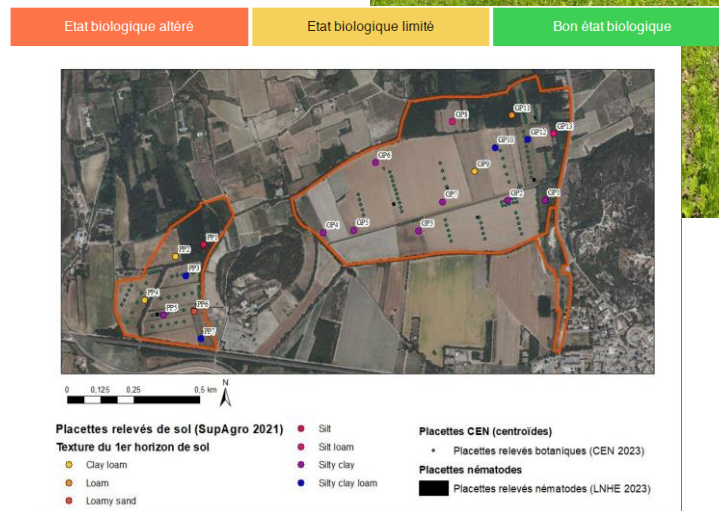 Etat biologique altéré
Etat biologique limité
Bon état biologique
GP11
GP8
GP13
GP12
GP10
GP6
GP9
GP7
GP2
GP1
GP4
GP5
GP3
PP1
PP2
PP3
PP4
PP5
PP6
PP7
0 0,125 0,25 0,5 km
N
Placettes relevés de sol (SupAgro 2021)
Texture du 1er horizon de sol
Clay loam
Loam
Loamy sand
Silt
Silt loam
Silty clay
Silty clay loam
Placettes CEN (centroïdes)
Placettes relevés botaniques (CEN 2023)
Placettes nématodes
Placettes relevés nématodes (LNHE 2023)